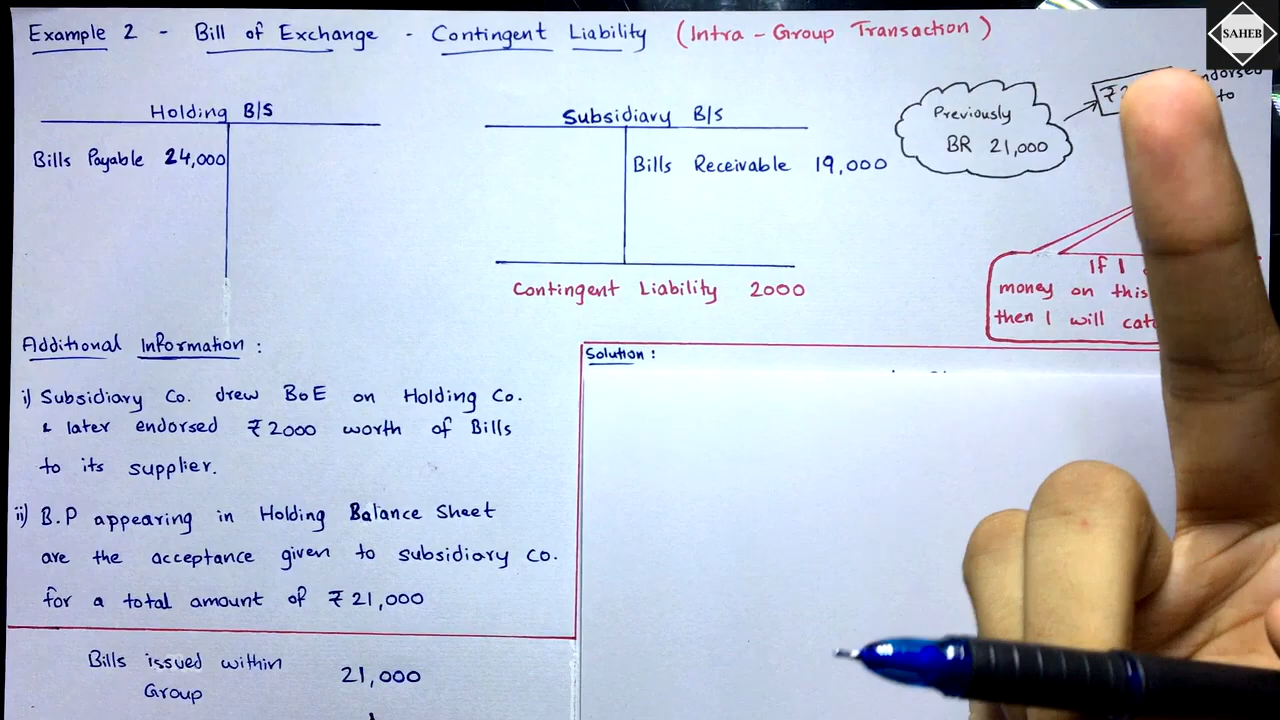 Example 2 - Bill of Exchange - Contingent Liability (Intra - Group Transaction)
SAHEB
Holding B/S
Bills Payable 24,000
Subsidiary B/S
Bills Receivable 19,000
Contingent Liability 2000
Previously
BR 21,000
to
If I
money on this
then I will
Additional Information :
i) Subsidiary Co. drew BoE on Holding Co.
& later endorsed ₹2000 worth of Bills
to its supplier.
ii) B.P appearing in Holding Balance Sheet
are the acceptance given to subsidiary co.
for a total amount of ₹21,000
Solution :
Bills issued within
Group
21,000